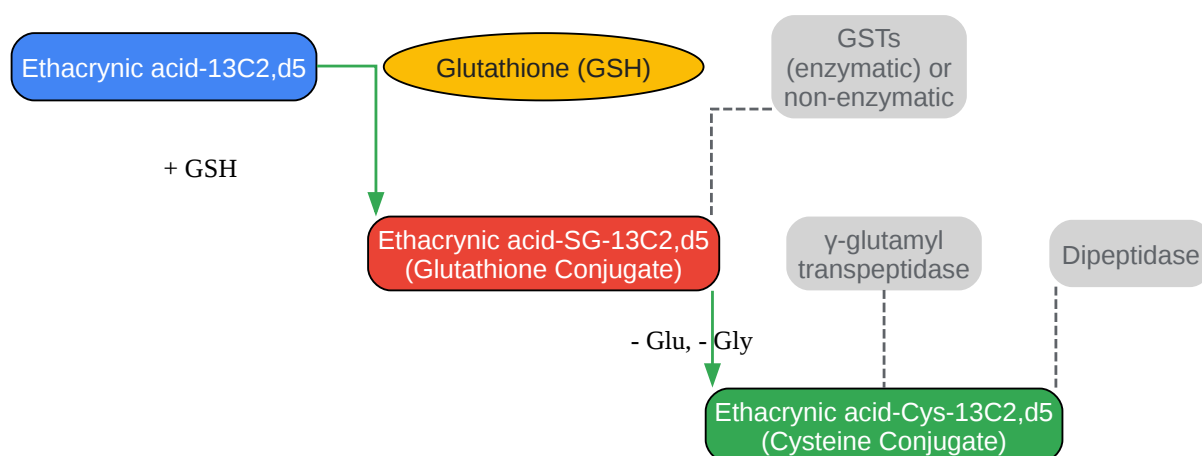 Ethacrynic acid-13C2,d5
Glutathione (GSH)
GSTs
(enzymatic) or
non-enzymatic
+ GSH
Ethacrynic acid-SG-13C2,d5
(Glutathione Conjugate)
γ-glutamyl
transpeptidase
Dipeptidase
- Glu, - Gly
Ethacrynic acid-Cys-13C2,d5
(Cysteine Conjugate)